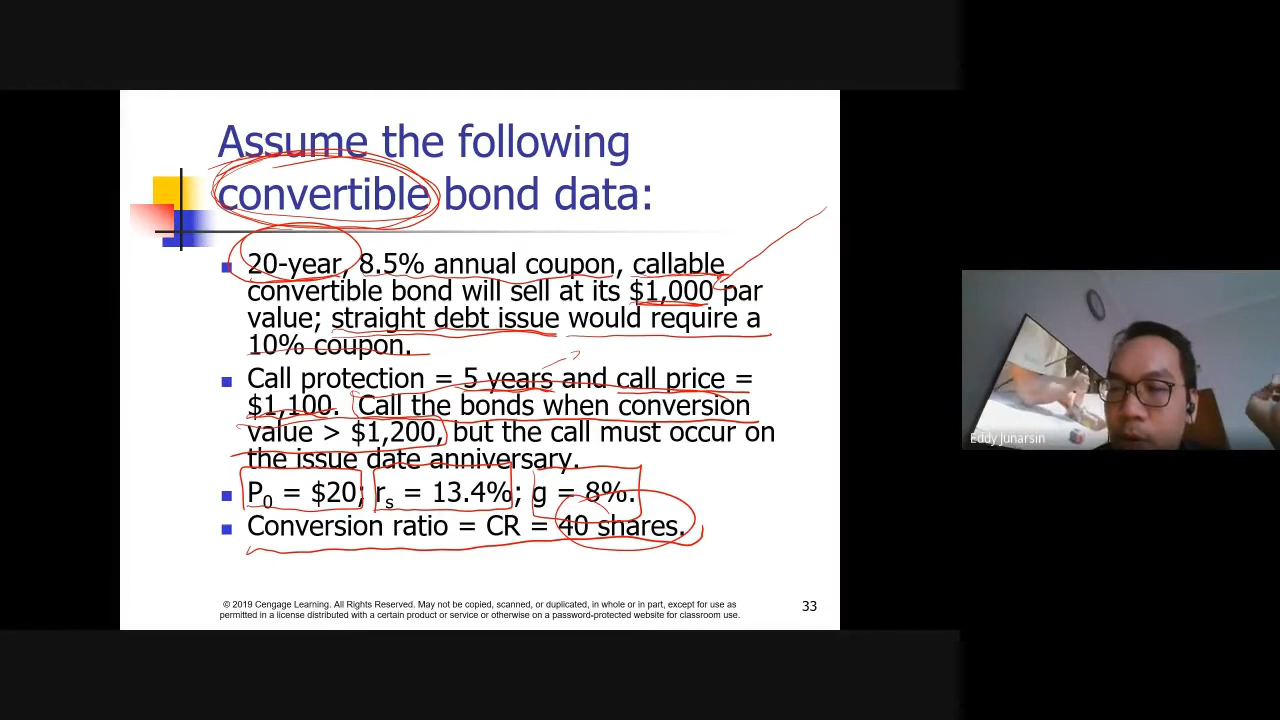 Assume the following
convertible bond data:
20-year, 8.5% annual coupon, callable
convertible bond will sell at its $1,000 par
value; straight debt issue would require a
10% coupon.
Call protection = 5 years and call price =
$1,100. Call the bonds when conversion
value > $1,200, but the call must occur on
the issue date anniversary.
P0 = $20; rs = 13.4%; g = 8%.
Conversion ratio = CR = 40 shares.
© 2019 Cengage Learning. All Rights Reserved. May not be copied, scanned, or duplicated, in whole or in part, except for use as
permitted in a license distributed with a certain product or service or otherwise on a password-protected website for classroom use.
33
Eddy Junarsin